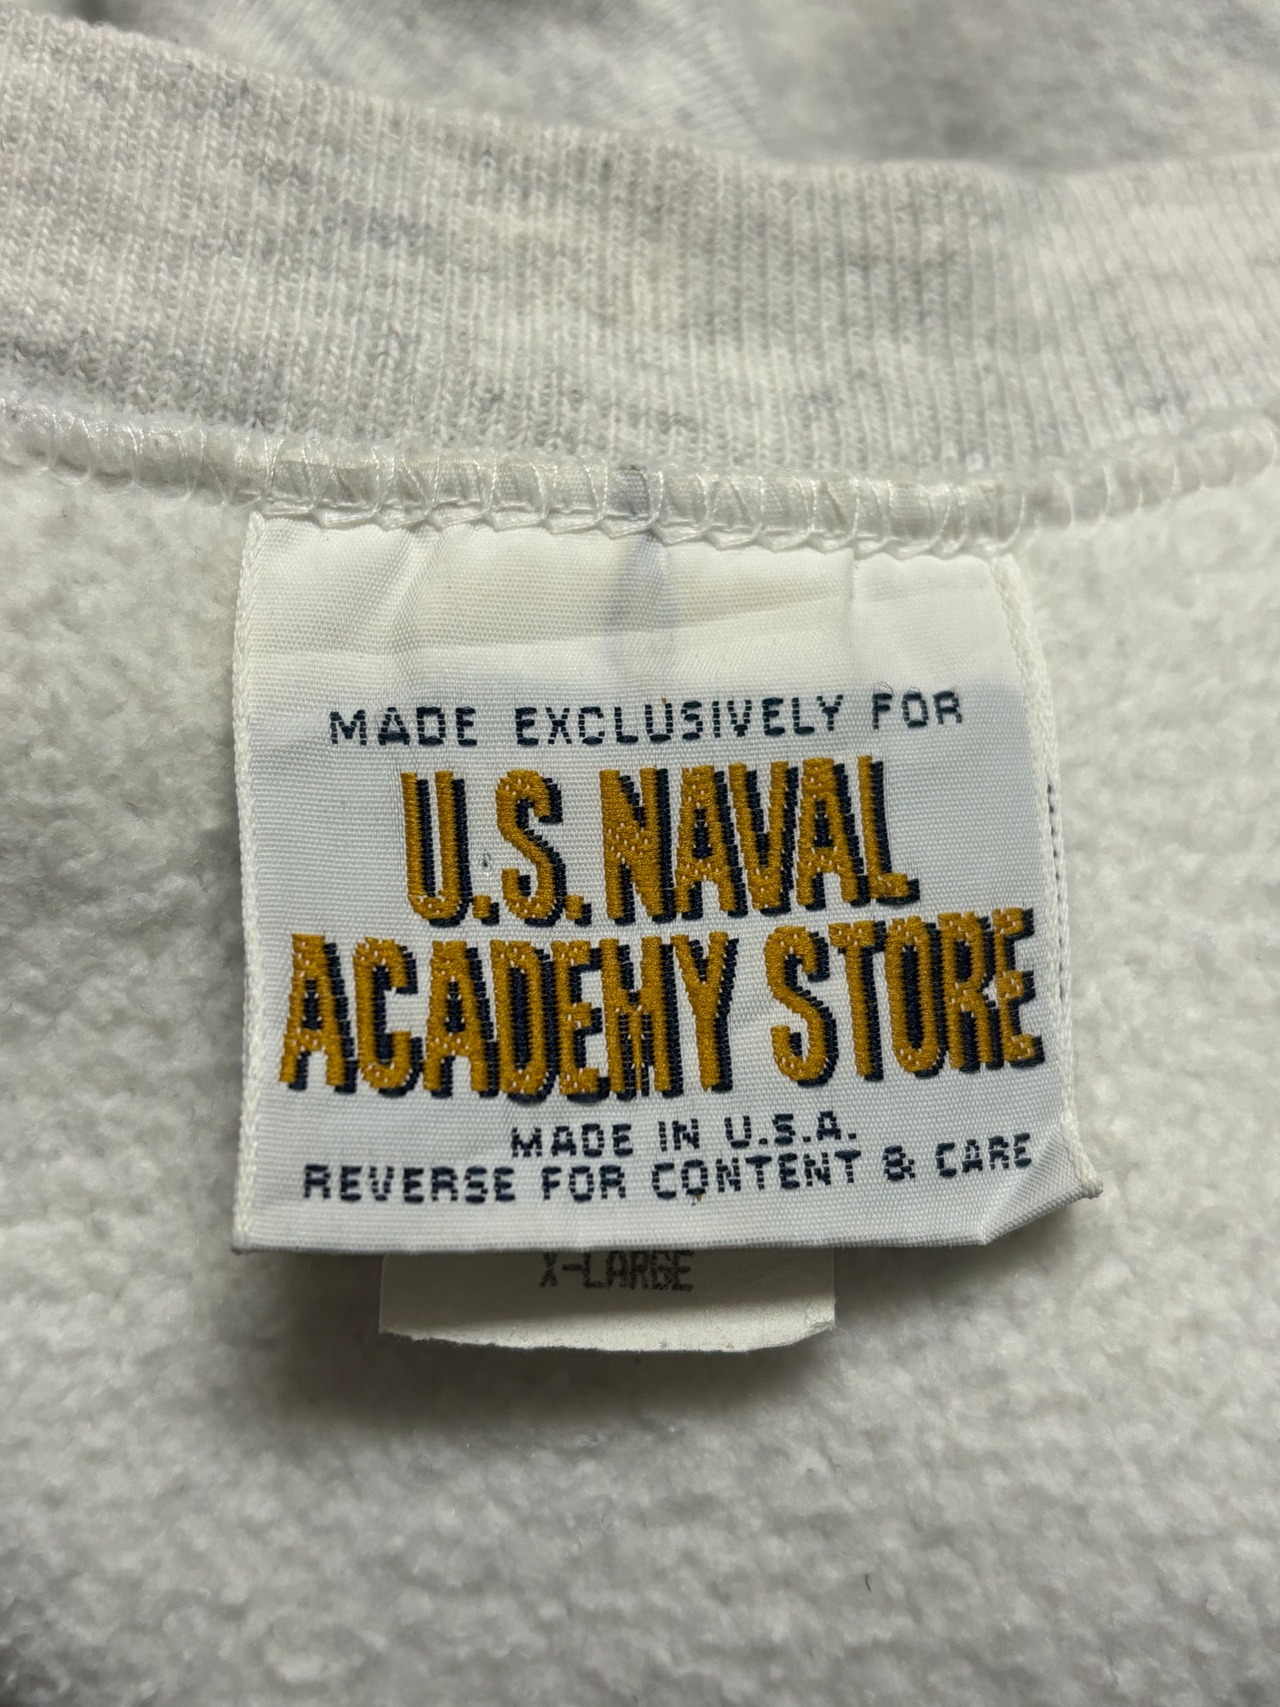 MADE EXCLUSIVELY FOR
U.S. NAVAL
ACADEMY STORE
MADE IN U.S.A.
REVERSE FOR CONTENT & CARE
X-LARGE